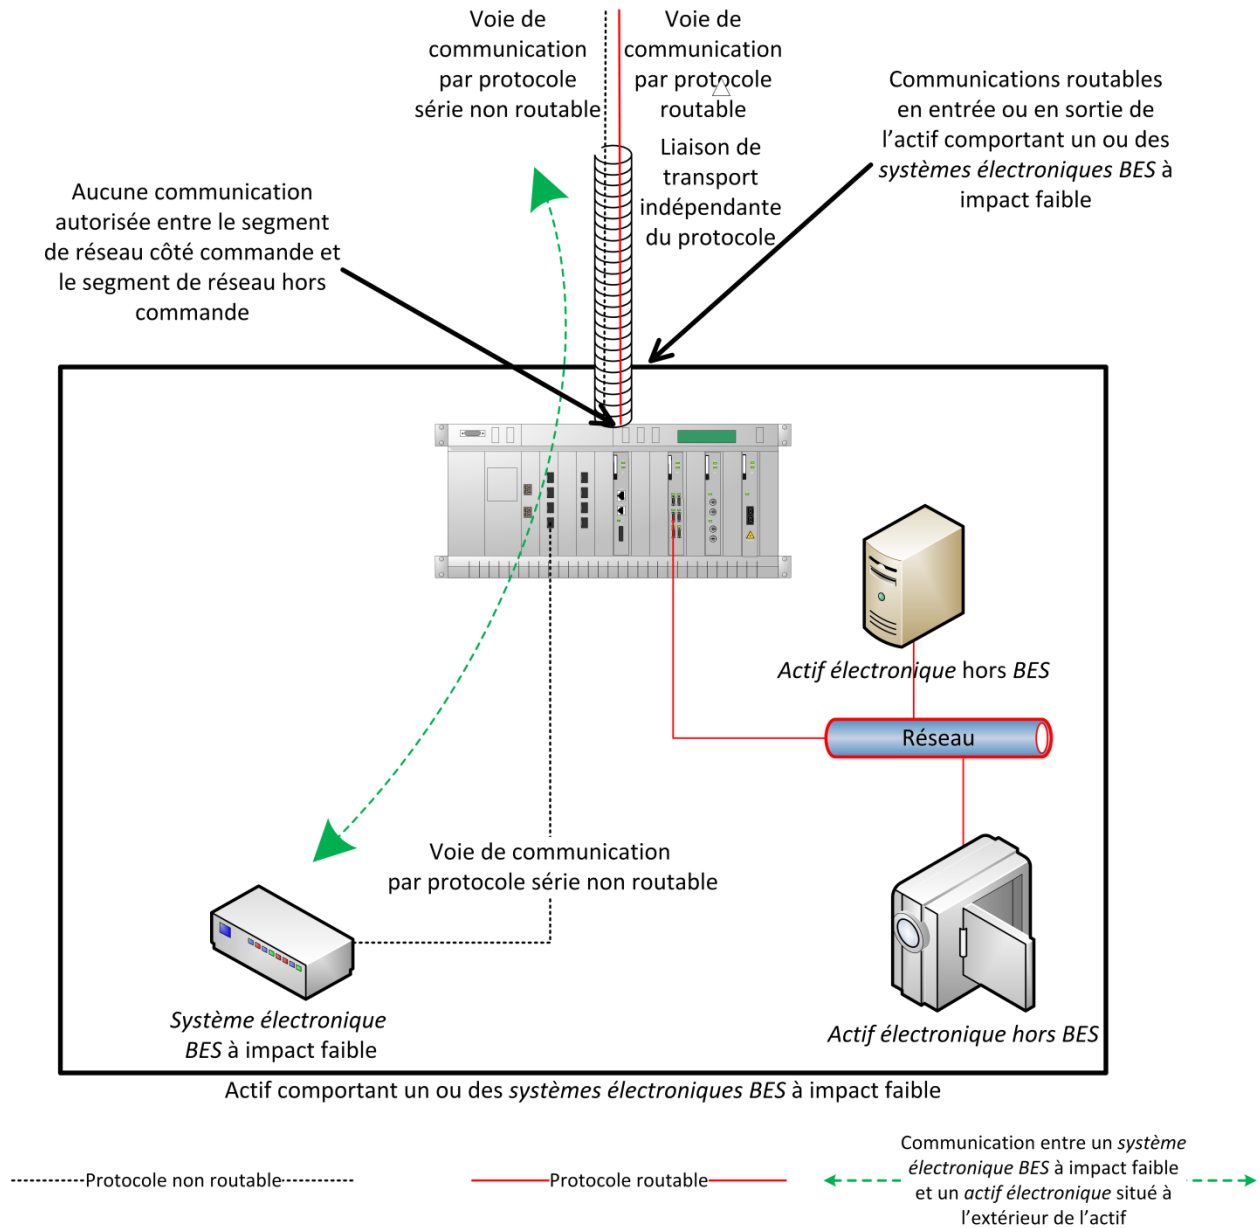 Voie de
communication
par protocole
série non routable
Voie de
communication
par protocole
routable
Liaison de
transport
indépendante
du protocole
Communications routables
en entrée ou en sortie de
l’actif comportant un ou des
systèmes électroniques BES à
impact faible
Aucune communication
autorisée entre le segment
de réseau côté commande et
le segment de réseau hors
commande
Actif électronique hors BES
Réseau
Voie de communication
par protocole série non routable
Système électronique
BES à impact faible
Actif électronique hors BES
Actif comportant un ou des systèmes électroniques BES à impact faible
Protocole non routable
Protocole routable
Communication entre un système
électronique BES à impact faible
et un actif électronique situé à
l’extérieur de l’actif